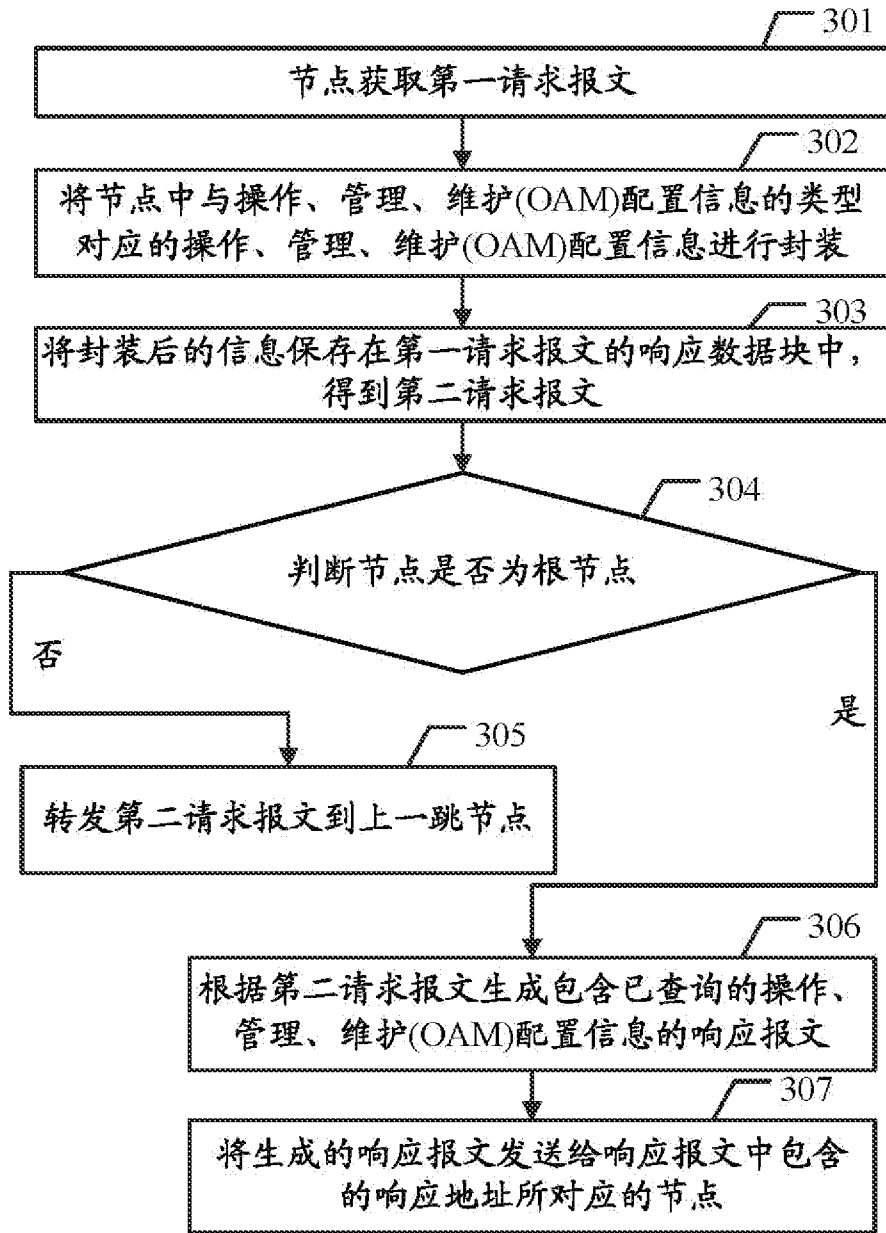 301
节点获取第一请求报文
302
将节点中与操作、管理、维护(OAM)配置信息的类型
对应的操作、管理、维护(OAM)配置信息进行封装
303
将封装后的信息保存在第一请求报文的响应数据块中，
得到第二请求报文
304
判断节点是否为根节点
否
是
305
转发第二请求报文到上一跳节点
306
根据第二请求报文生成包含已查询的操作、
管理、维护(OAM)配置信息的响应报文
307
将生成的响应报文发送给响应报文中包含
的响应地址所对应的节点